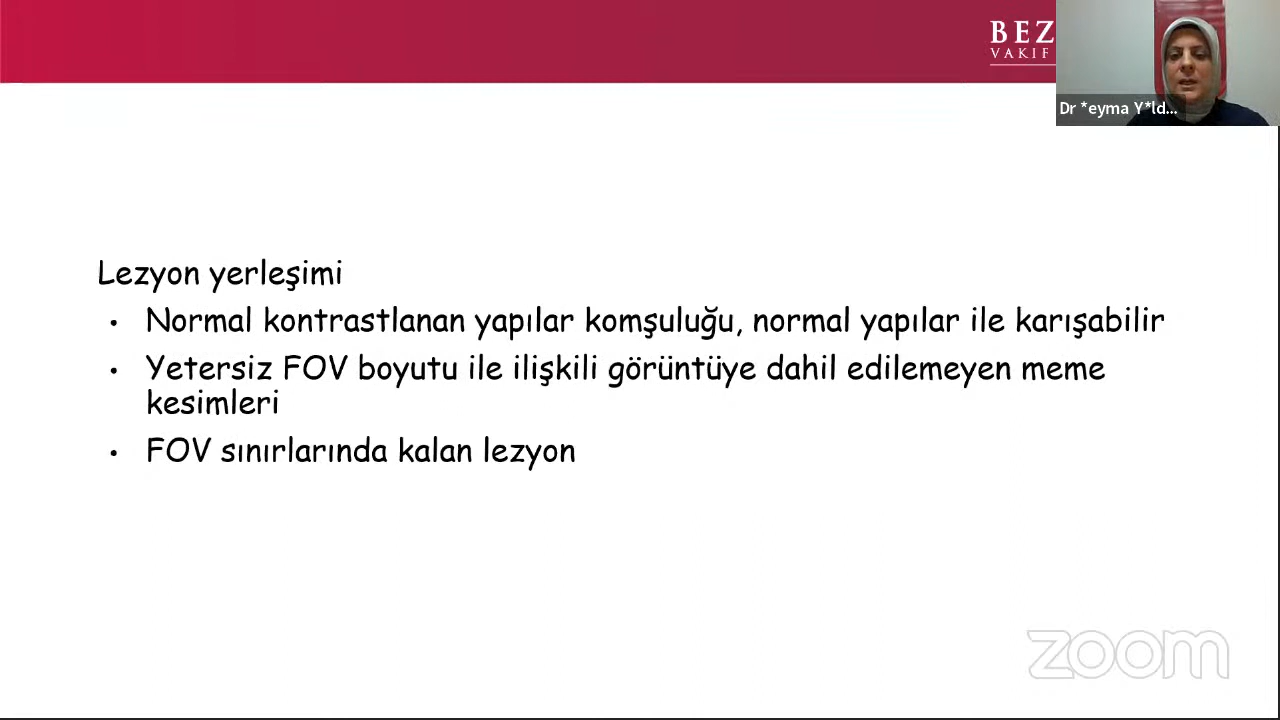 BEZ
VAKIF
Dr *eyma Y*ld...
Lezyon yerleşimi
• Normal kontrastlanan yapılar komşuluğu, normal yapılar ile karışabilir
• Yetersiz FOV boyutu ile ilişkili görüntüye dahil edilemeyen meme
kesimleri
• FOV sınırlarında kalan lezyon
zoom